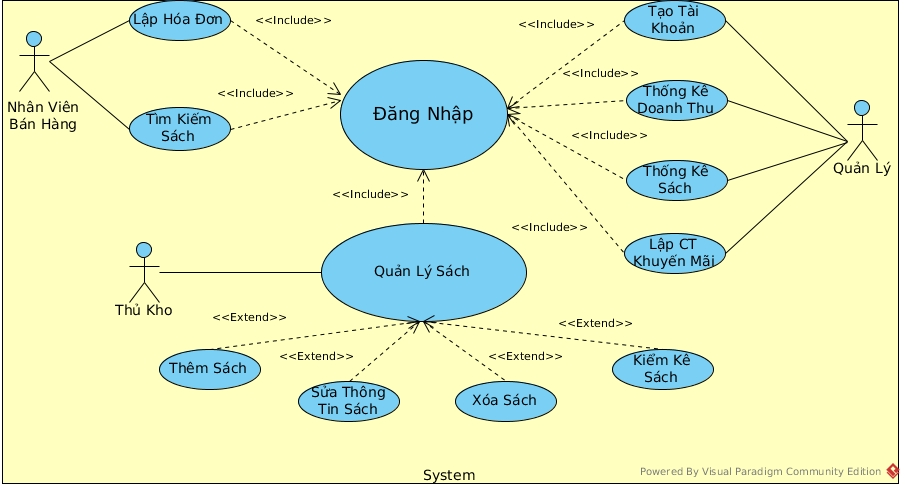 Lập Hóa Đơn
<<Include>>
<<Include>>
Tạo Tài
Khoản
Nhân Viên
Bán Hàng
<<Include>>
Tìm Kiếm
Sách
Đăng Nhập
<<Include>>
Thống Kê
Doanh Thu
<<Include>>
Quản Lý
Thống Kê
Sách
<<Include>>
<<Include>>
Lập CT
Khuyến Mãi
Quản Lý Sách
Thủ Kho
<<Extend>>
<<Extend>>
<<Extend>>
<<Extend>>
Thêm Sách
Sửa Thông
Tin Sách
Xóa Sách
Kiểm Kê
Sách
System
Powered By Visual Paradigm Community Edition